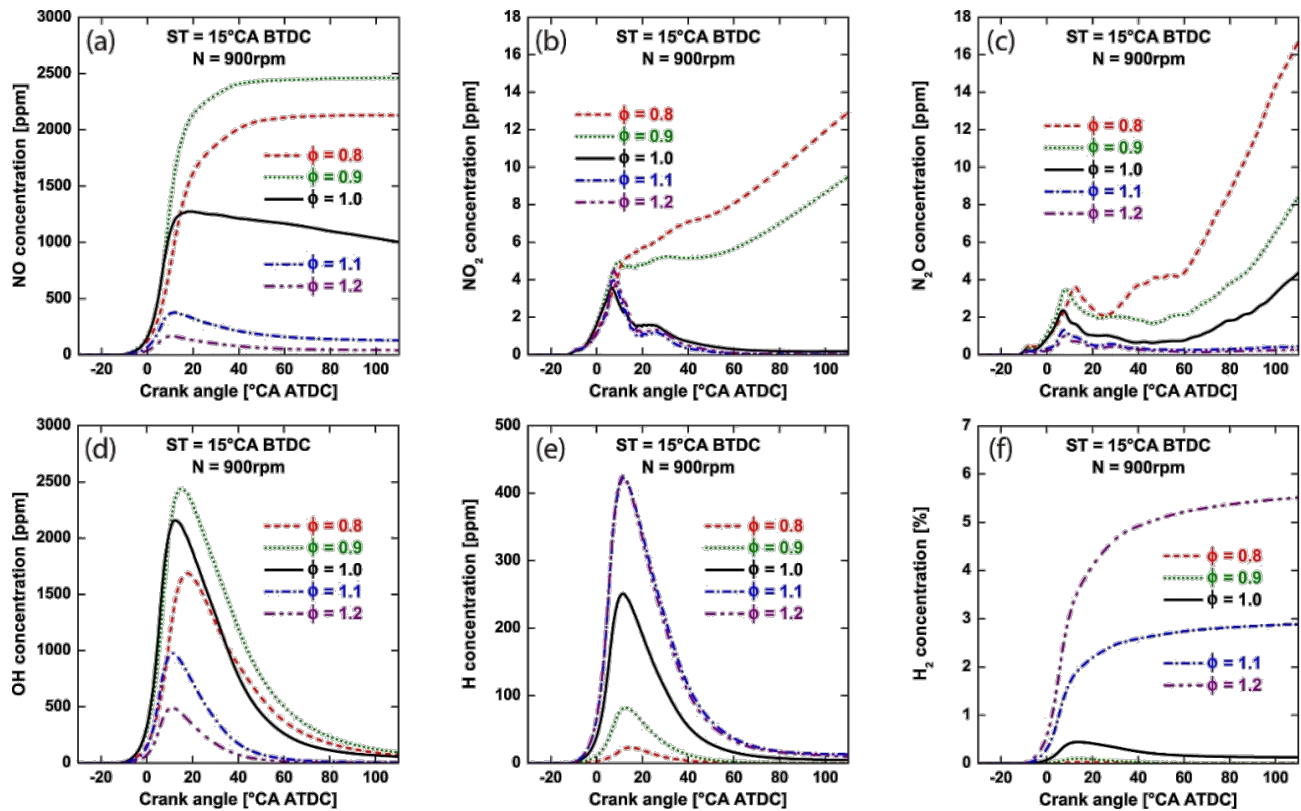 (a)
ST = 15°CA BTDC
N = 900rpm
NO concentration [ppm]
3000
2500
2000
1500
1000
500
0
ϕ = 0.8
ϕ = 0.9
ϕ = 1.0
ϕ = 1.1
ϕ = 1.2
-20 0 20 40 60 80 100
Crank angle [°CA ATDC]
(b)
ST = 15°CA BTDC
N = 900rpm
NO₂ concentration [ppm]
18
16
14
12
10
8
6
4
2
0
ϕ = 0.8
ϕ = 0.9
ϕ = 1.0
ϕ = 1.1
ϕ = 1.2
-20 0 20 40 60 80 100
Crank angle [°CA ATDC]
(c)
ST = 15°CA BTDC
N = 900rpm
N₂O concentration [ppm]
18
16
14
12
10
8
6
4
2
0
ϕ = 0.8
ϕ = 0.9
ϕ = 1.0
ϕ = 1.1
ϕ = 1.2
-20 0 20 40 60 80 100
Crank angle [°CA ATDC]
(d)
ST = 15°CA BTDC
N = 900rpm
OH concentration [ppm]
3000
2500
2000
1500
1000
500
0
ϕ = 0.8
ϕ = 0.9
ϕ = 1.0
ϕ = 1.1
ϕ = 1.2
-20 0 20 40 60 80 100
Crank angle [°CA ATDC]
(e)
ST = 15°CA BTDC
N = 900rpm
H concentration [ppm]
500
400
300
200
100
0
ϕ = 0.8
ϕ = 0.9
ϕ = 1.0
ϕ = 1.1
ϕ = 1.2
-20 0 20 40 60 80 100
Crank angle [°CA ATDC]
(f)
ST = 15°CA BTDC
N = 900rpm
H₂ concentration [%]
7
6
5
4
3
2
1
0
ϕ = 0.8
ϕ = 0.9
ϕ = 1.0
ϕ = 1.1
ϕ = 1.2
-20 0 20 40 60 80 100
Crank angle [°CA ATDC]